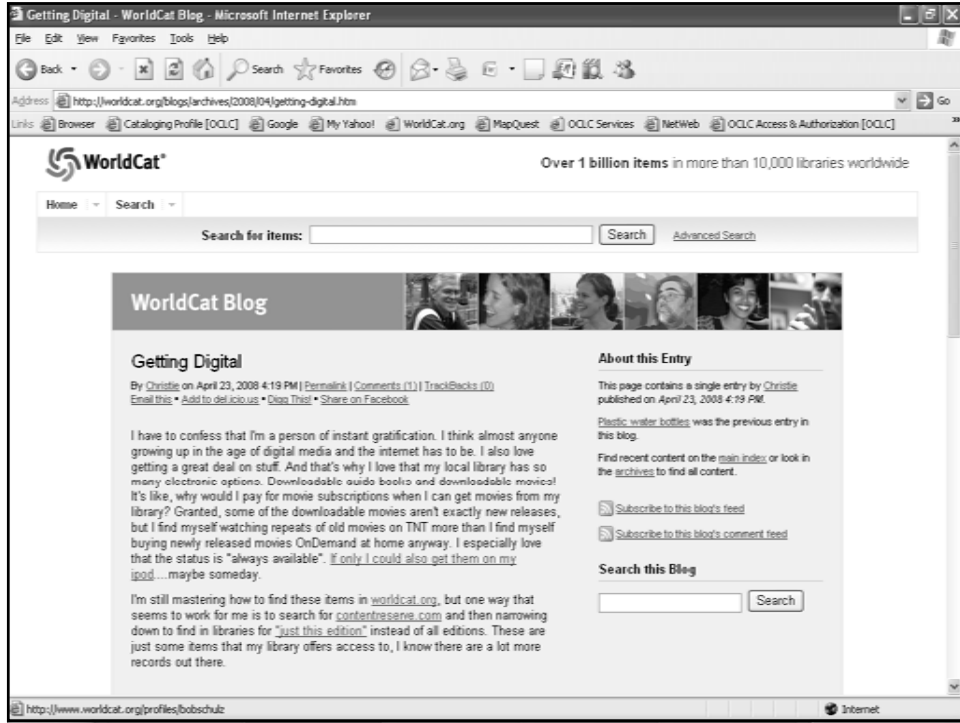 Getting Digital - WorldCat Blog - Microsoft Internet Explorer
File Edit View Favorites Tools Help
Back Search Favorites
Address http://worldcat.org/blogs/archives/2008/04/getting-digital.htm Go
Links Browser Cataloging Profile [OCLC] Google My Yahoo! WorldCat.org MapQuest OCLC Services NetWeb OCLC Access & Authorization [OCLC] »
WorldCat®
Over 1 billion items in more than 10,000 libraries worldwide
Home Search
Search for items: Search Advanced Search
WorldCat Blog
Getting Digital
By Christie on April 23, 2008 4:19 PM | Permalink | Comments (1) | TrackBacks (0)
Email this • Add to del.icio.us • Digg This! • Share on Facebook
I have to confess that I'm a person of instant gratification. I think almost anyone
growing up in the age of digital media and the internet has to be. I also love
getting a great deal on stuff. And that's why I love that my local library has so
many electronic options. Downloadable audio books and downloadable movies!
It's like, why would I pay for movie subscriptions when I can get movies from my
library? Granted, some of the downloadable movies aren't exactly new releases,
but I find myself watching repeats of old movies on TNT more than I find myself
buying newly released movies OnDemand at home anyway. I especially love
that the status is "always available". If only I could also get them on my
ipod....maybe someday.
I'm still mastering how to find these items in worldcat.org, but one way that
seems to work for me is to search for contentreserve.com and then narrowing
down to find in libraries for "just this edition" instead of all editions. These are
just some items that my library offers access to, I know there are a lot more
records out there.
About this Entry
This page contains a single entry by Christie
published on April 23, 2008 4:19 PM.
Plastic water bottles was the previous entry in
this blog.
Find recent content on the main index or look in
the archives to find all content.
Subscribe to this blog's feed
Subscribe to this blog's comment feed
Search this Blog
Search
http://www.worldcat.org/profiles/bobschulz
Internet